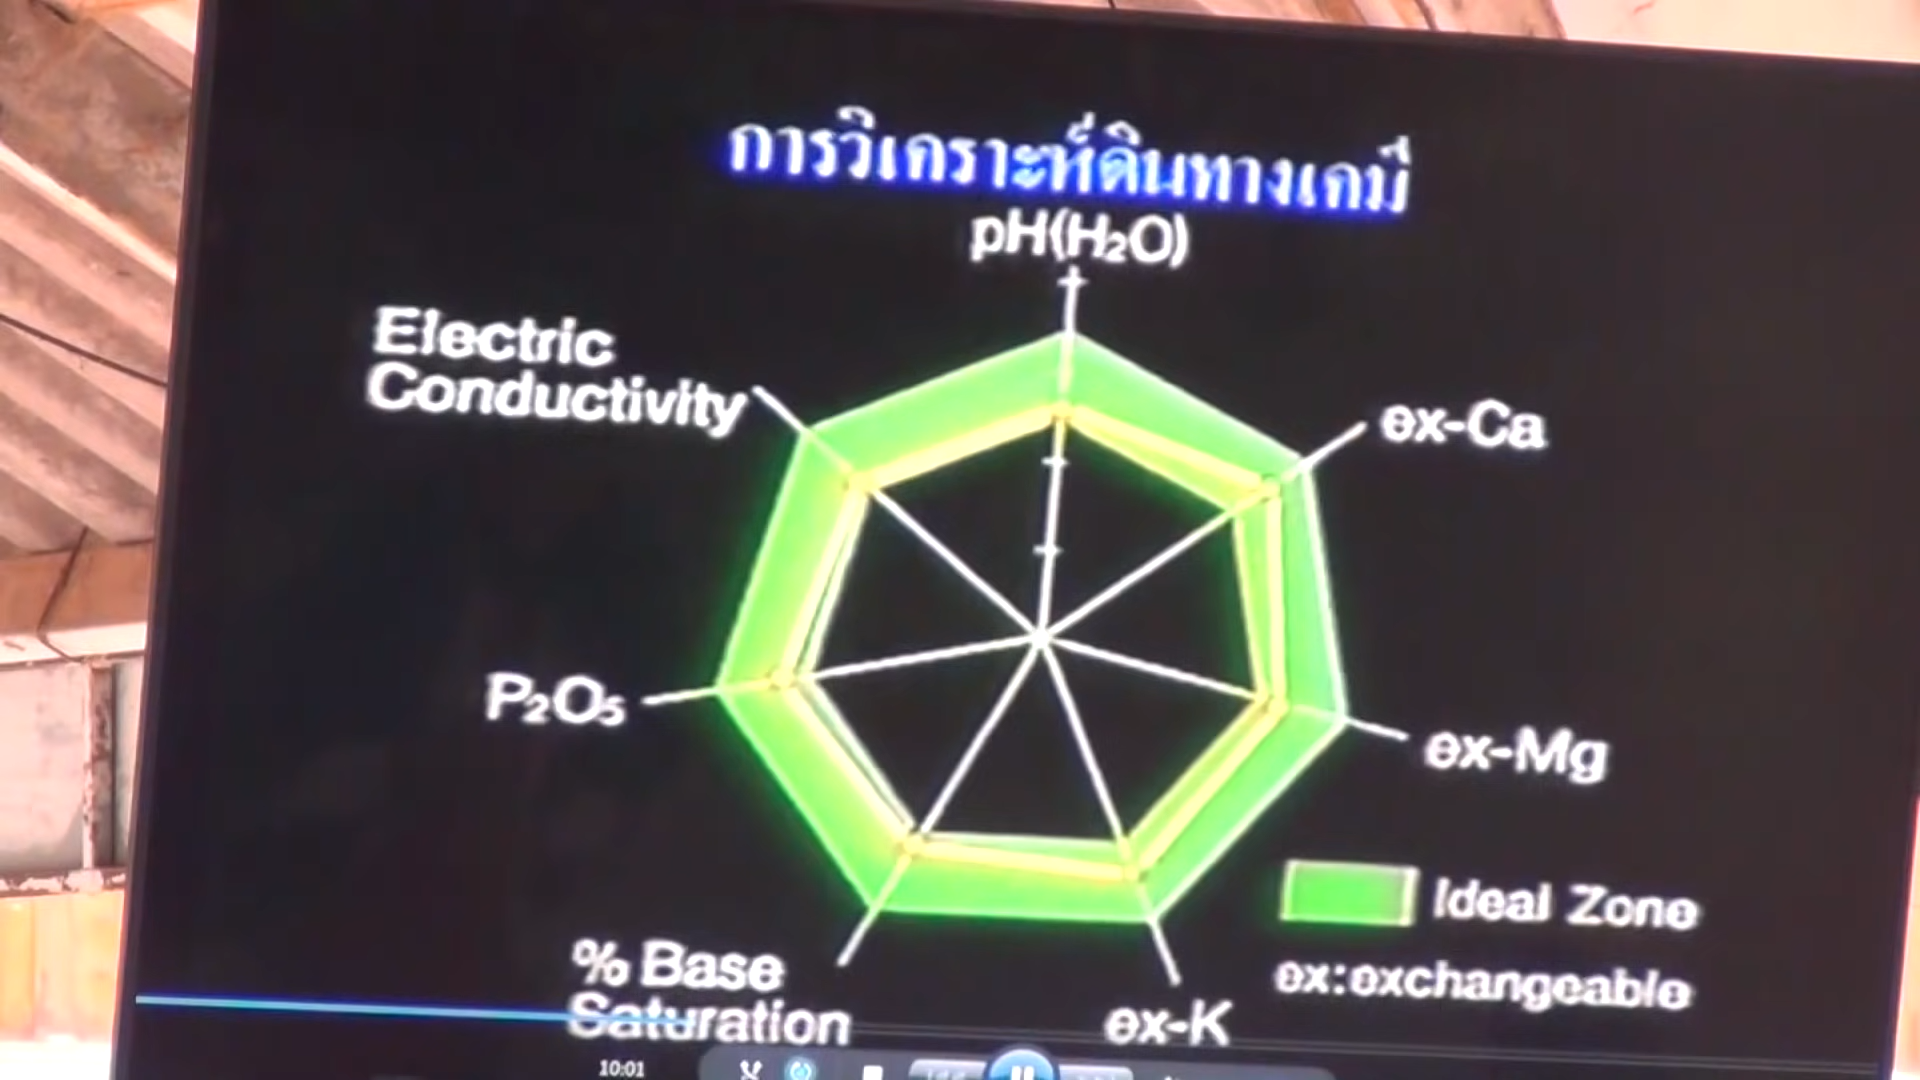 การวิเคราะห์ดินทางเคมี
pH(H₂O)
Electric
Conductivity
ex-Ca
P₂O₅
ex-Mg
Ideal Zone
% Base
Saturation
ex-K
ex:exchangeable
10:01